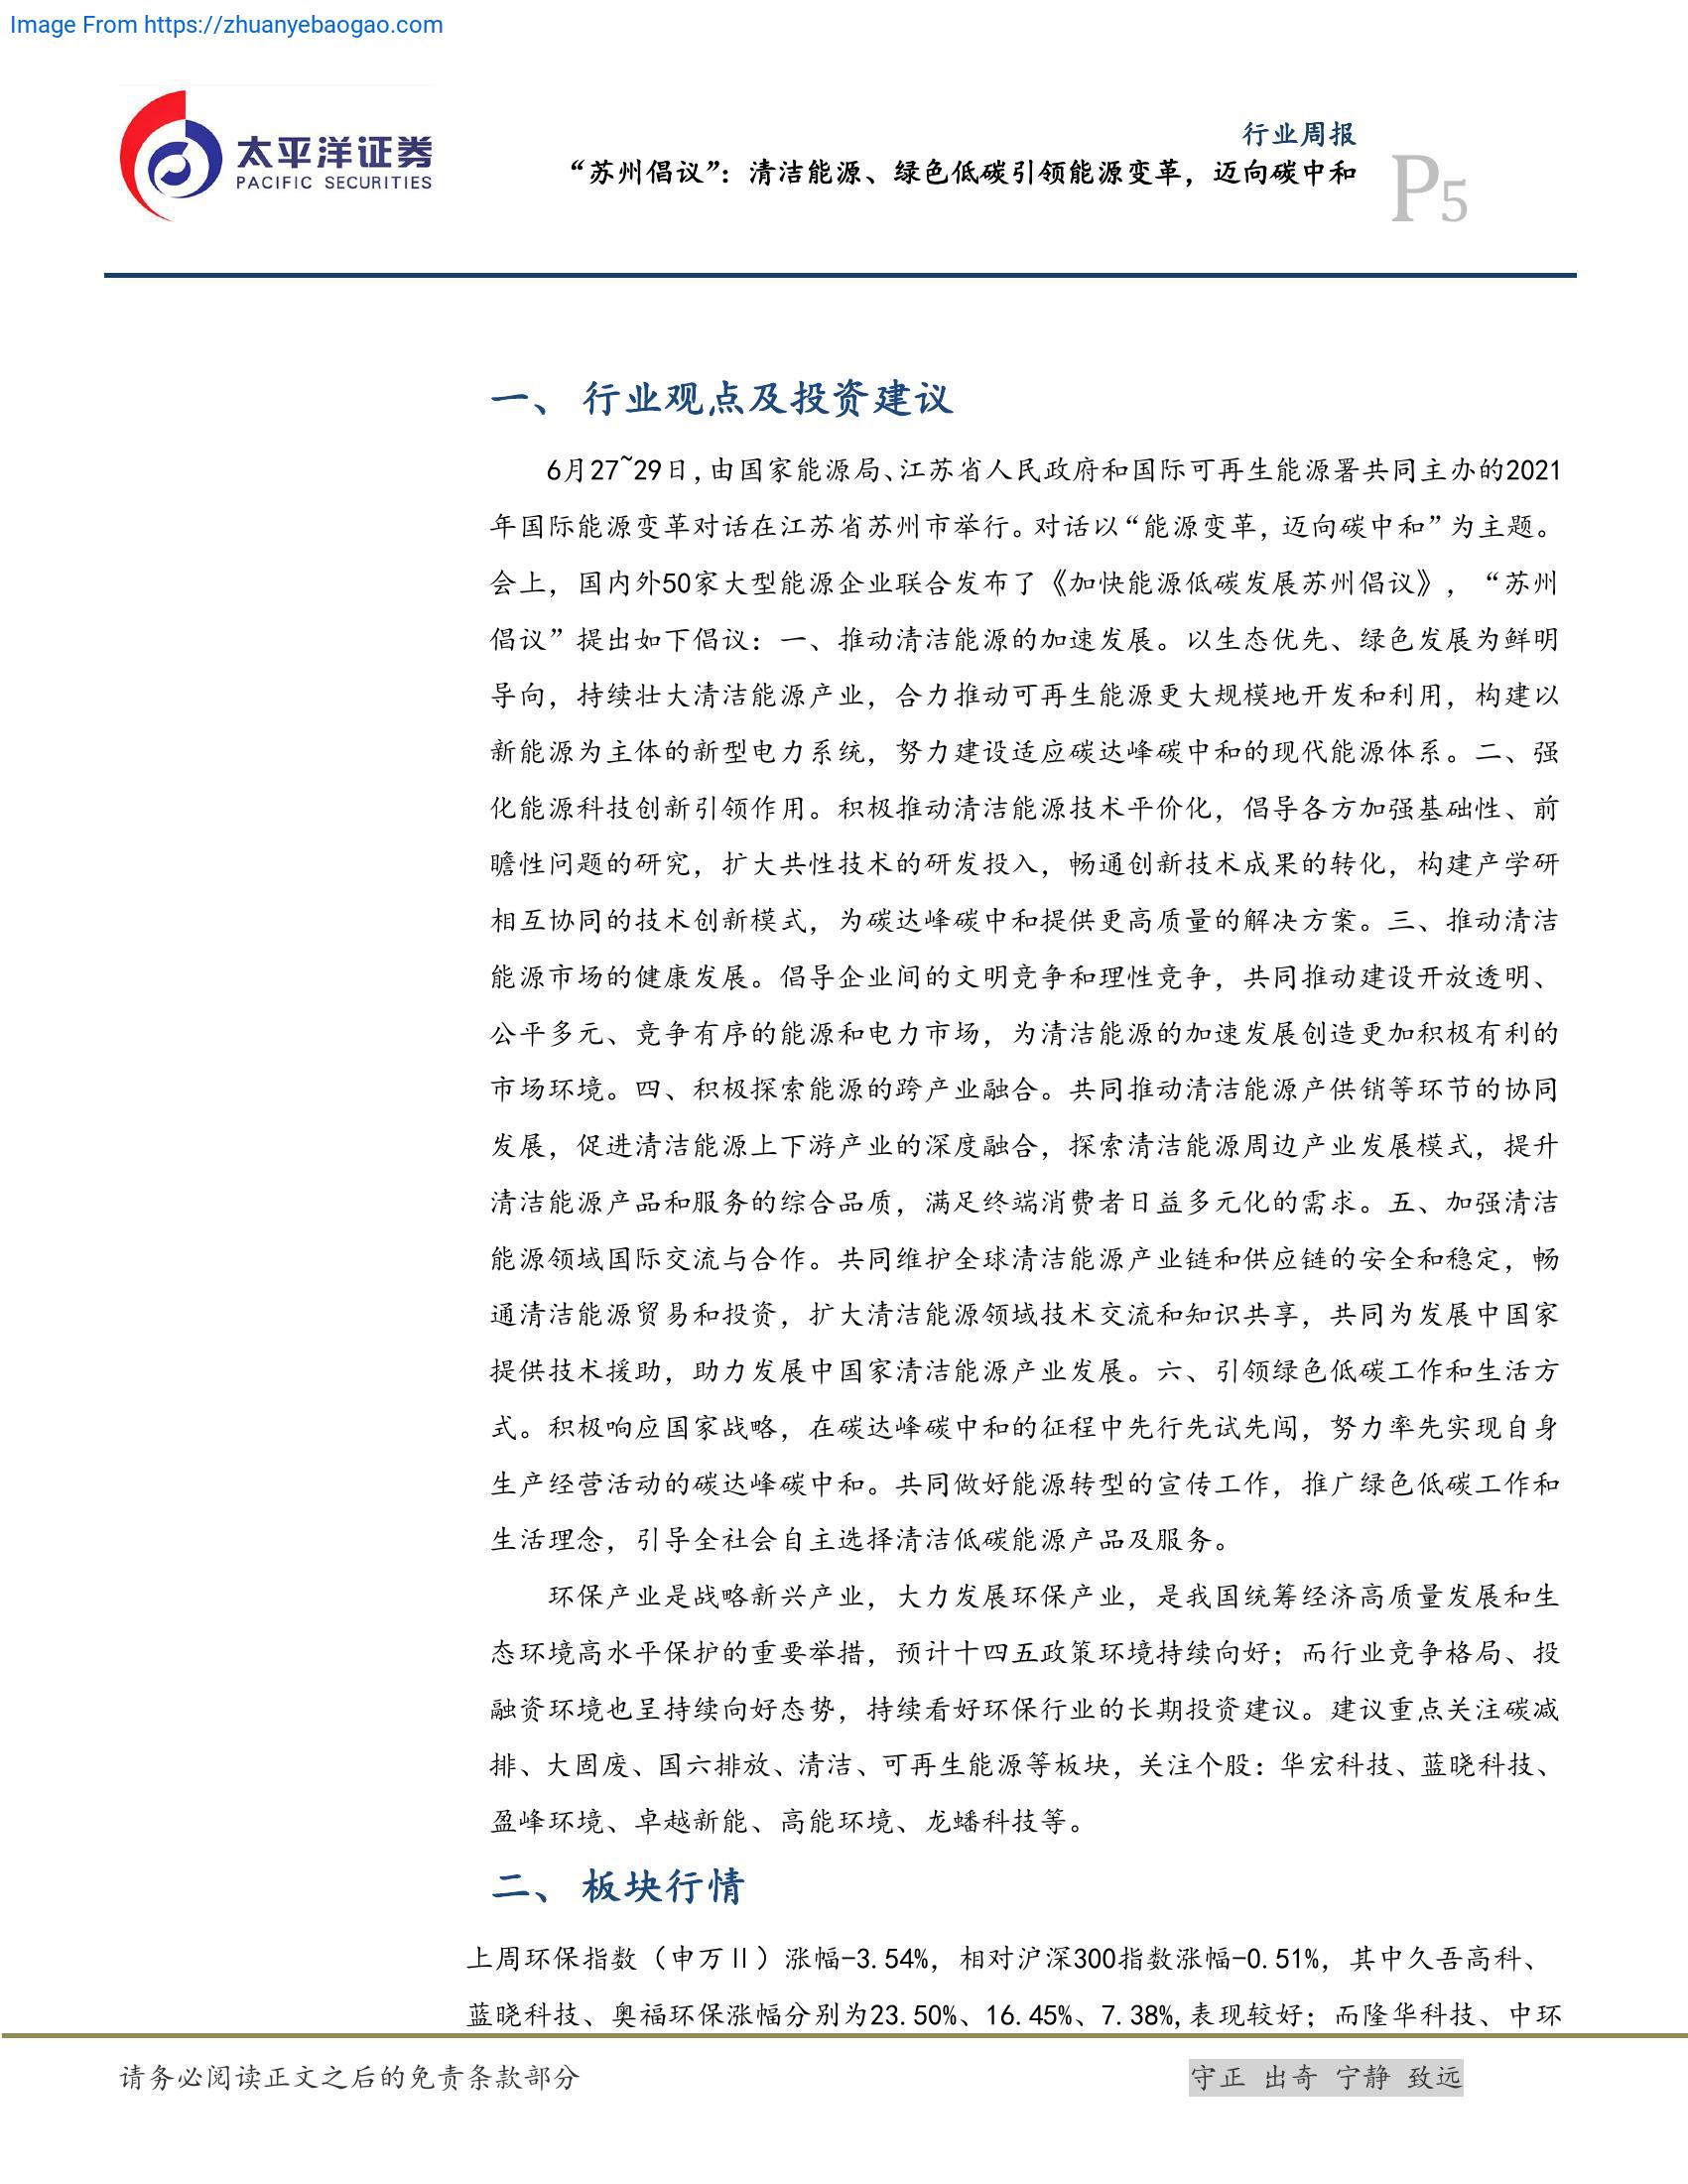 Image From https://zhuanyebaogao.com
太平洋证券
PACIFIC SECURITIES
行业周报
“苏州倡议”：清洁能源、绿色低碳引领能源变革，迈向碳中和
P5
一、 行业观点及投资建议
6月27~29日，由国家能源局、江苏省人民政府和国际可再生能源署共同主办的2021
年国际能源变革对话在江苏省苏州市举行。对话以“能源变革，迈向碳中和”为主题。
会上，国内外50家大型能源企业联合发布了《加快能源低碳发展苏州倡议》，“苏州
倡议”提出如下倡议：一、推动清洁能源的加速发展。以生态优先、绿色发展为鲜明
导向，持续壮大清洁能源产业，合力推动可再生能源更大规模地开发和利用，构建以
新能源为主体的新型电力系统，努力建设适应碳达峰碳中和的现代能源体系。二、强
化能源科技创新引领作用。积极推动清洁能源技术平价化，倡导各方加强基础性、前
瞻性问题的研究，扩大共性技术的研发投入，畅通创新技术成果的转化，构建产学研
相互协同的技术创新模式，为碳达峰碳中和提供更高质量的解决方案。三、推动清洁
能源市场的健康发展。倡导企业间的文明竞争和理性竞争，共同推动建设开放透明、
公平多元、竞争有序的能源和电力市场，为清洁能源的加速发展创造更加积极有利的
市场环境。四、积极探索能源的跨产业融合。共同推动清洁能源产供销等环节的协同
发展，促进清洁能源上下游产业的深度融合，探索清洁能源周边产业发展模式，提升
清洁能源产品和服务的综合品质，满足终端消费者日益多元化的需求。五、加强清洁
能源领域国际交流与合作。共同维护全球清洁能源产业链和供应链的安全和稳定，畅
通清洁能源贸易和投资，扩大清洁能源领域技术交流和知识共享，共同为发展中国家
提供技术援助，助力发展中国家清洁能源产业发展。六、引领绿色低碳工作和生活方
式。积极响应国家战略，在碳达峰碳中和的征程中先行先试先闯，努力率先实现自身
生产经营活动的碳达峰碳中和。共同做好能源转型的宣传工作，推广绿色低碳工作和
生活理念，引导全社会自主选择清洁低碳能源产品及服务。
环保产业是战略新兴产业，大力发展环保产业，是我国统筹经济高质量发展和生
态环境高水平保护的重要举措，预计十四五政策环境持续向好；而行业竞争格局、投
融资环境也呈持续向好态势，持续看好环保行业的长期投资建议。建议重点关注碳减
排、大固废、国六排放、清洁、可再生能源等板块，关注个股：华宏科技、蓝晓科技、
盈峰环境、卓越新能、高能环境、龙蟠科技等。
二、 板块行情
上周环保指数（申万Ⅱ）涨幅-3.54%，相对沪深300指数涨幅-0.51%，其中久吾高科、
蓝晓科技、奥福环保涨幅分别为23.50%、16.45%、7.38%,表现较好；而隆华科技、中环
请务必阅读正文之后的免责条款部分
守正 出奇 宁静 致远